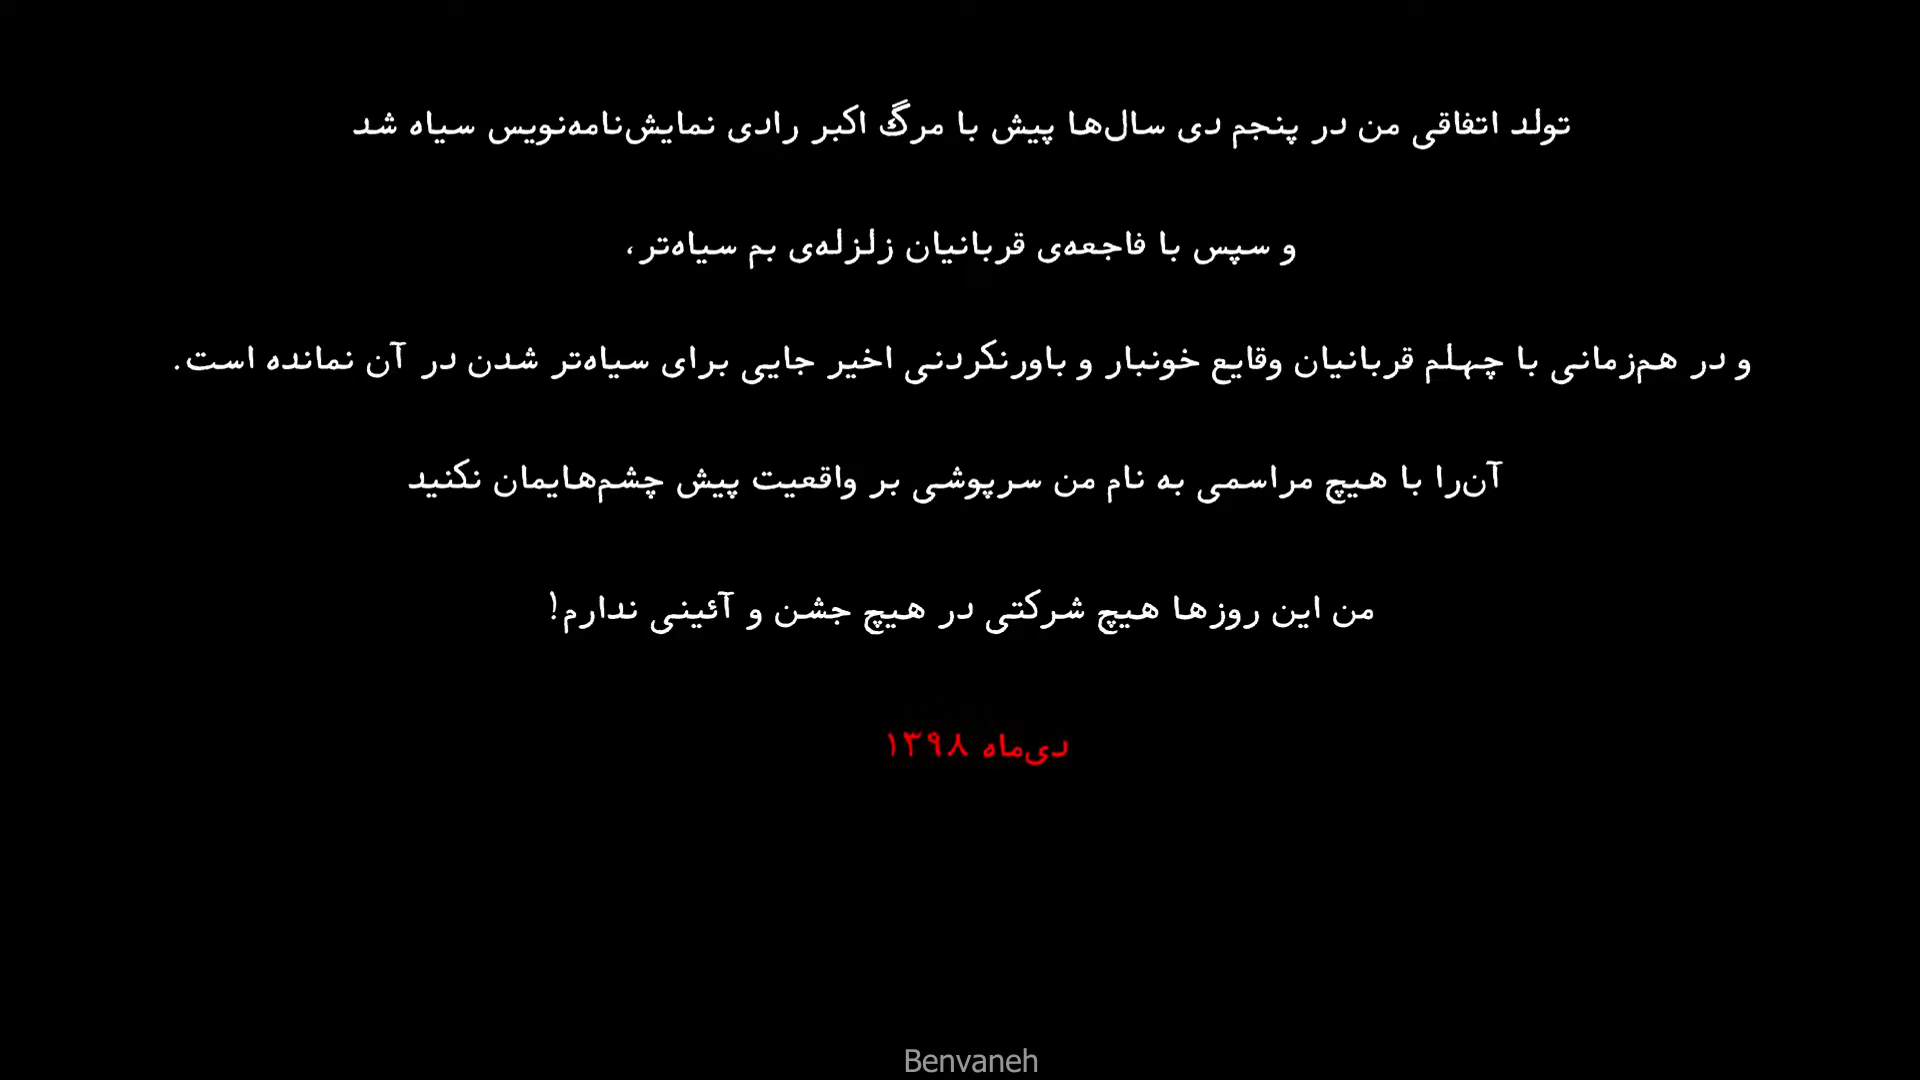 تولد اتفاقی من در پنجم دی سال‌ها پیش با مرگ اکبر رادی نمایش‌نامه‌نویس سیاه شد
و سپس با فاجعه‌ی قربانیان زلزله‌ی بم سیاه‌تر،
و در هم‌زمانی با چهلم قربانیان وقایع خونبار و باورنکردنی اخیر جایی برای سیاه‌تر شدن در آن نمانده است.
آن‌را با هیچ مراسمی به نام من سرپوشی بر واقعیت پیش چشم‌هایمان نکنید
من این روزها هیچ شرکتی در هیچ جشن و آئینی ندارم!
دی‌ماه ۱۳۹۸
Benvaneh